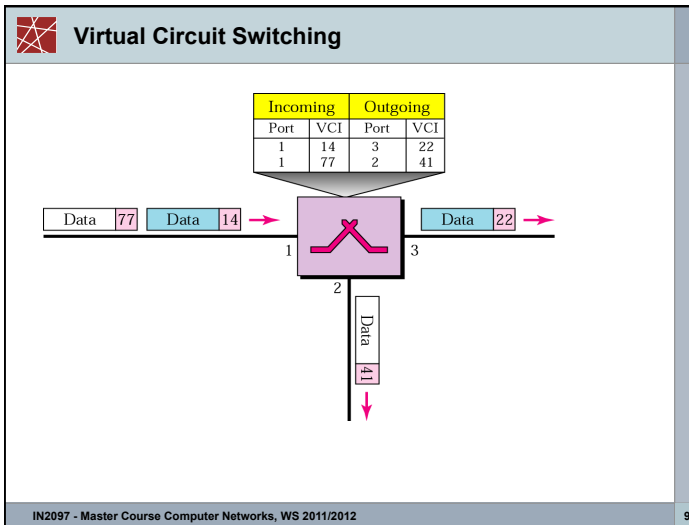 Virtual Circuit Switching
Incoming Outgoing
Port VCI Port VCI
1 14 3 22
1 77 2 41
Data 77 Data 14
Data 22
1
3
2
Data 41
IN2097 - Master Course Computer Networks, WS 2011/2012 9